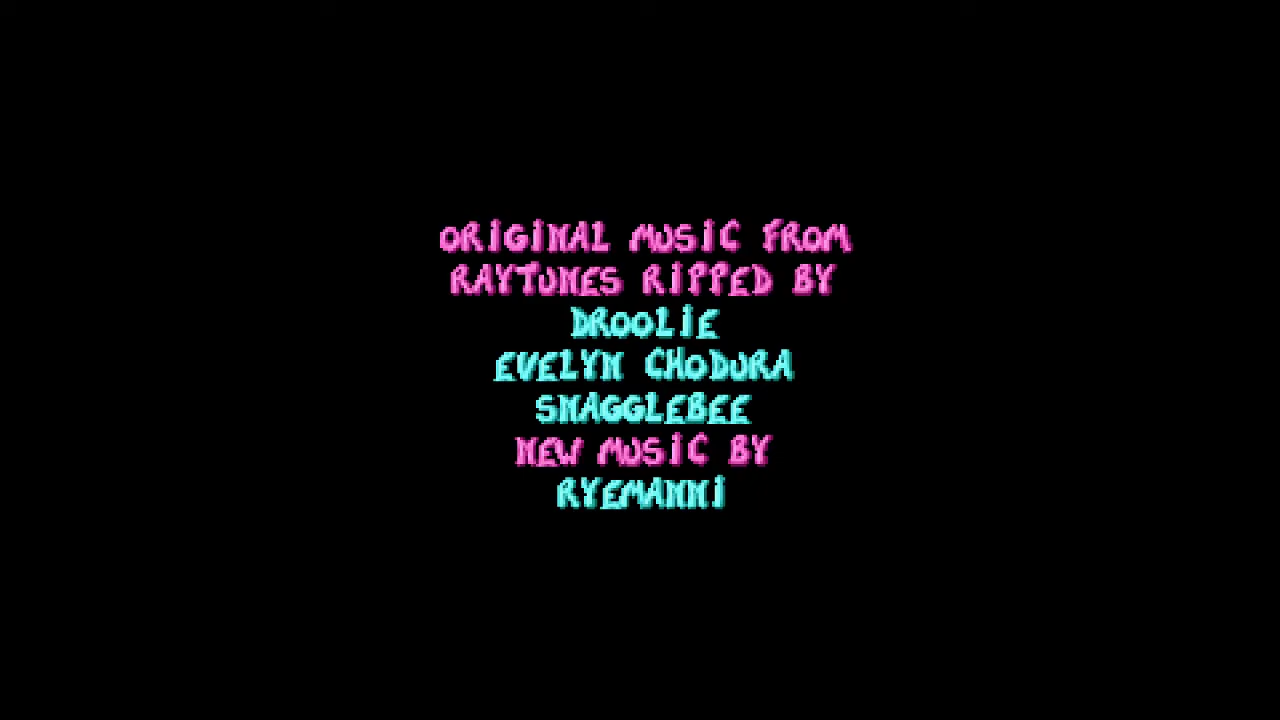 ORIGINAL MUSIC FROM
RAYTUNES RIPPED BY
DROOLIE
EVELYN CHODURA
SNAGGLEBEE
NEW MUSIC BY
RYEMANNI